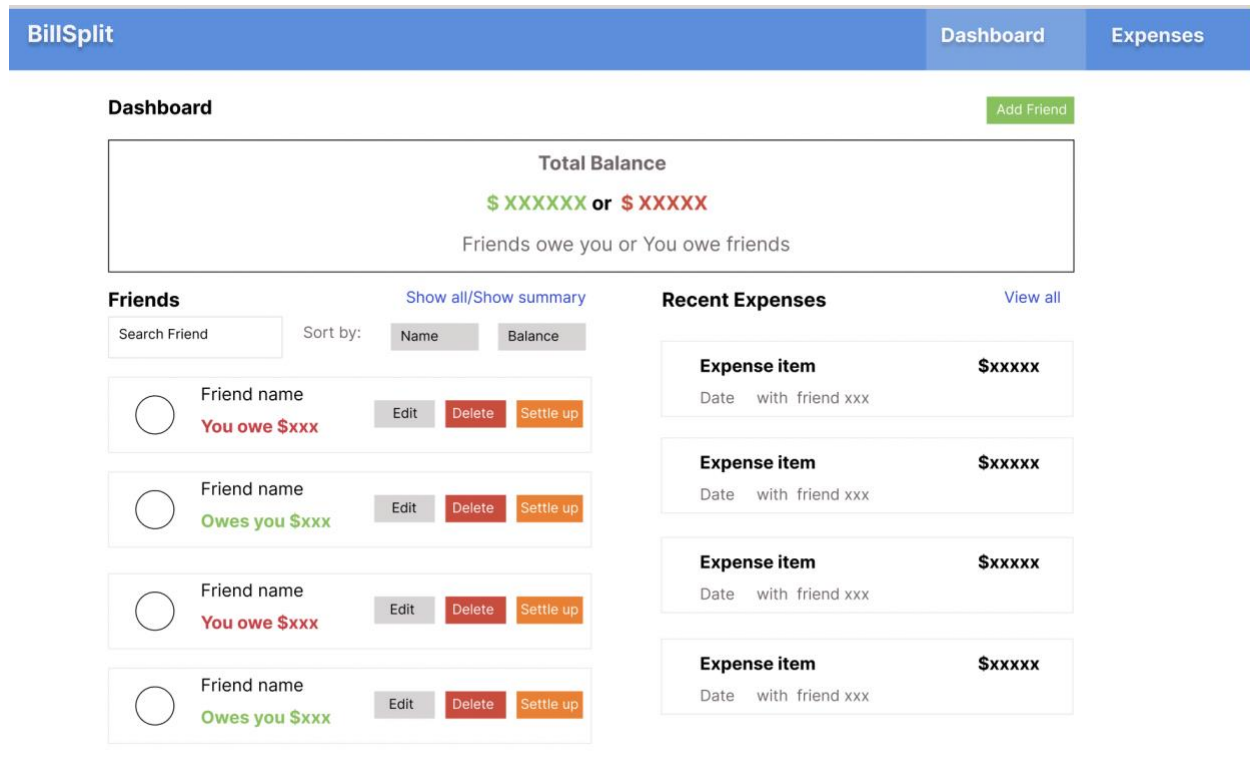 BillSplit
Dashboard
Expenses
Dashboard
Add Friend
Total Balance
$ XXXXXX or $ XXXXX
Friends owe you or You owe friends
Friends
Show all/Show summary
Search Friend
Sort by:
Name
Balance
Friend name
You owe $xxx
Edit
Delete
Settle up
Friend name
Owes you $xxx
Edit
Delete
Settle up
Friend name
You owe $xxx
Edit
Delete
Settle up
Friend name
Owes you $xxx
Edit
Delete
Settle up
Recent Expenses
View all
Expense item
$xxxxx
Date with friend xxx
Expense item
$xxxxx
Date with friend xxx
Expense item
$xxxxx
Date with friend xxx
Expense item
$xxxxx
Date with friend xxx